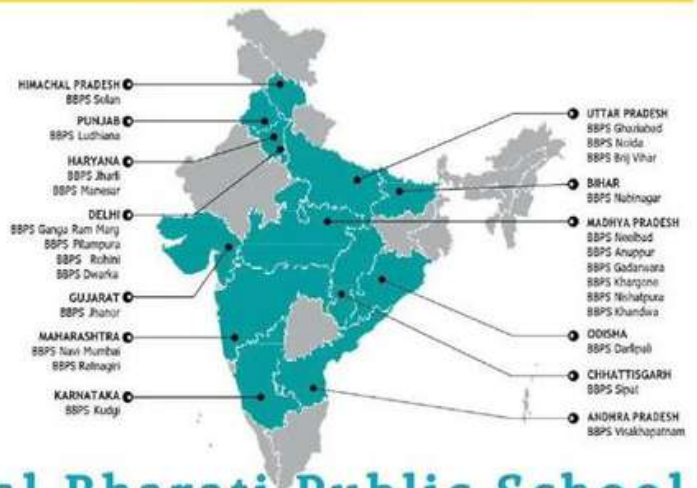 HIMACHAL PRADESH
BBPS Solan
PUNJAB
BBPS Ludhiana
HARYANA
BBPS Jharli
BBPS Manesar
DELHI
BBPS Ganga Ram Marg
BBPS Pitampura
BBPS Rohini
BBPS Dwarka
GUJARAT
BBPS Jhanor
MAHARASHTRA
BBPS Navi Mumbai
BBPS Ratnagiri
KARNATAKA
BBPS Kudgi
UTTAR PRADESH
BBPS Ghaziabad
BBPS Noida
BBPS Brij Vihar
BIHAR
BBPS Nabinagar
MADHYA PRADESH
BBPS Neelbad
BBPS Anuppur
BBPS Gadarwara
BBPS Khargone
BBPS Nishatpura
BBPS Khandwa
ODISHA
BBPS Darlipali
CHHATTISGARH
BBPS Sipat
ANDHRA PRADESH
BBPS Visakhapatnam
al Bharati Public School